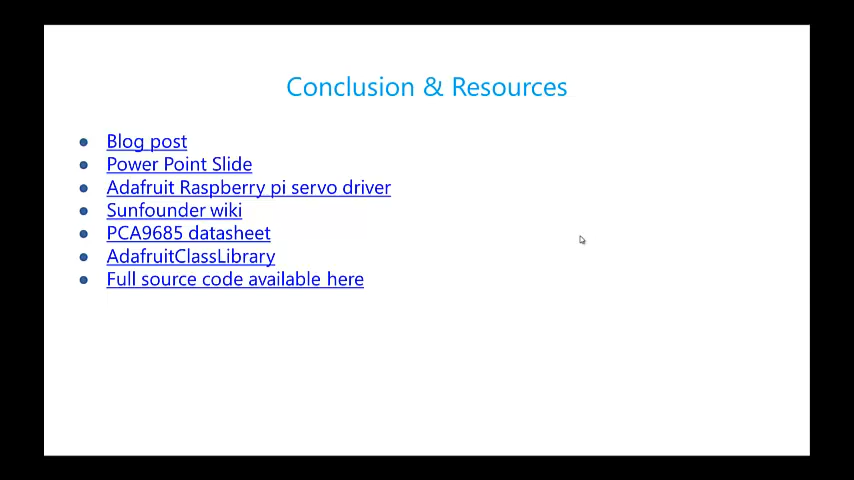 Conclusion & Resources
Blog post
Power Point Slide
Adafruit Raspberry pi servo driver
Sunfounder wiki
PCA9685 datasheet
AdafruitClassLibrary
Full source code available here